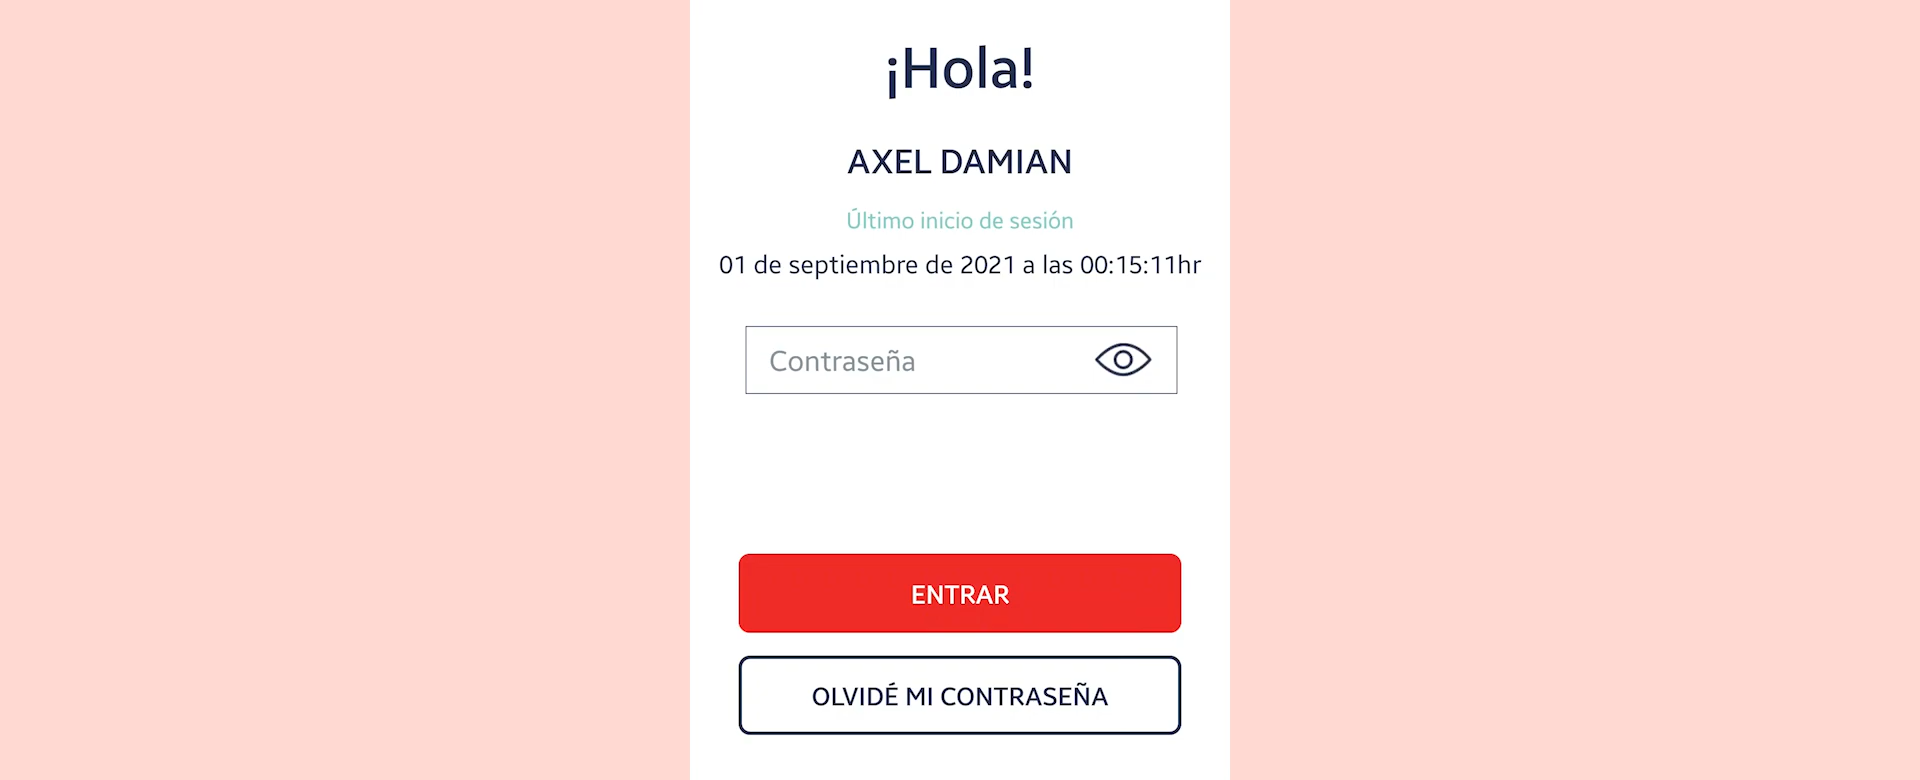 ¡Hola!
AXEL DAMIAN
Último inicio de sesión
01 de septiembre de 2021 a las 00:15:11hr
Contraseña
ENTRAR
OLVIDÉ MI CONTRASEÑA